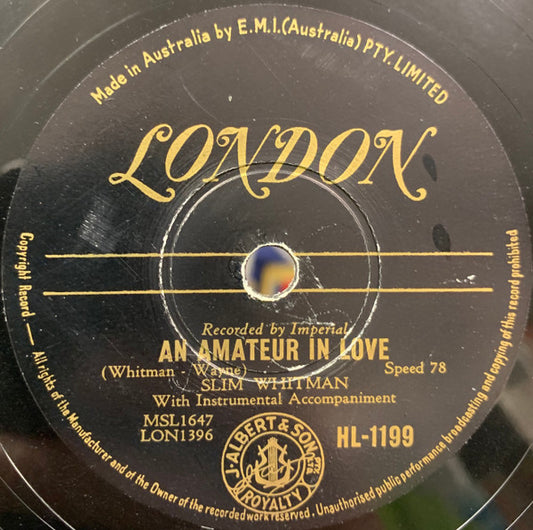 Made in Australia by E.M.I.(Australia) PTY. LIMITED
LONDON
Recorded by Imperial
AN AMATEUR IN LOVE
(Whitman - Wayne) Speed 78
SLIM WHITMAN
With Instrumental Accompaniment
MSL1647
LON1396
HL-1199
J. ALBERT & SON
ROYALTY
Copyright Record. — All rights of the Manufacturer and of the Owner of the recorded work reserved. Unauthorised public performance broadcasting and copying of this record prohibited